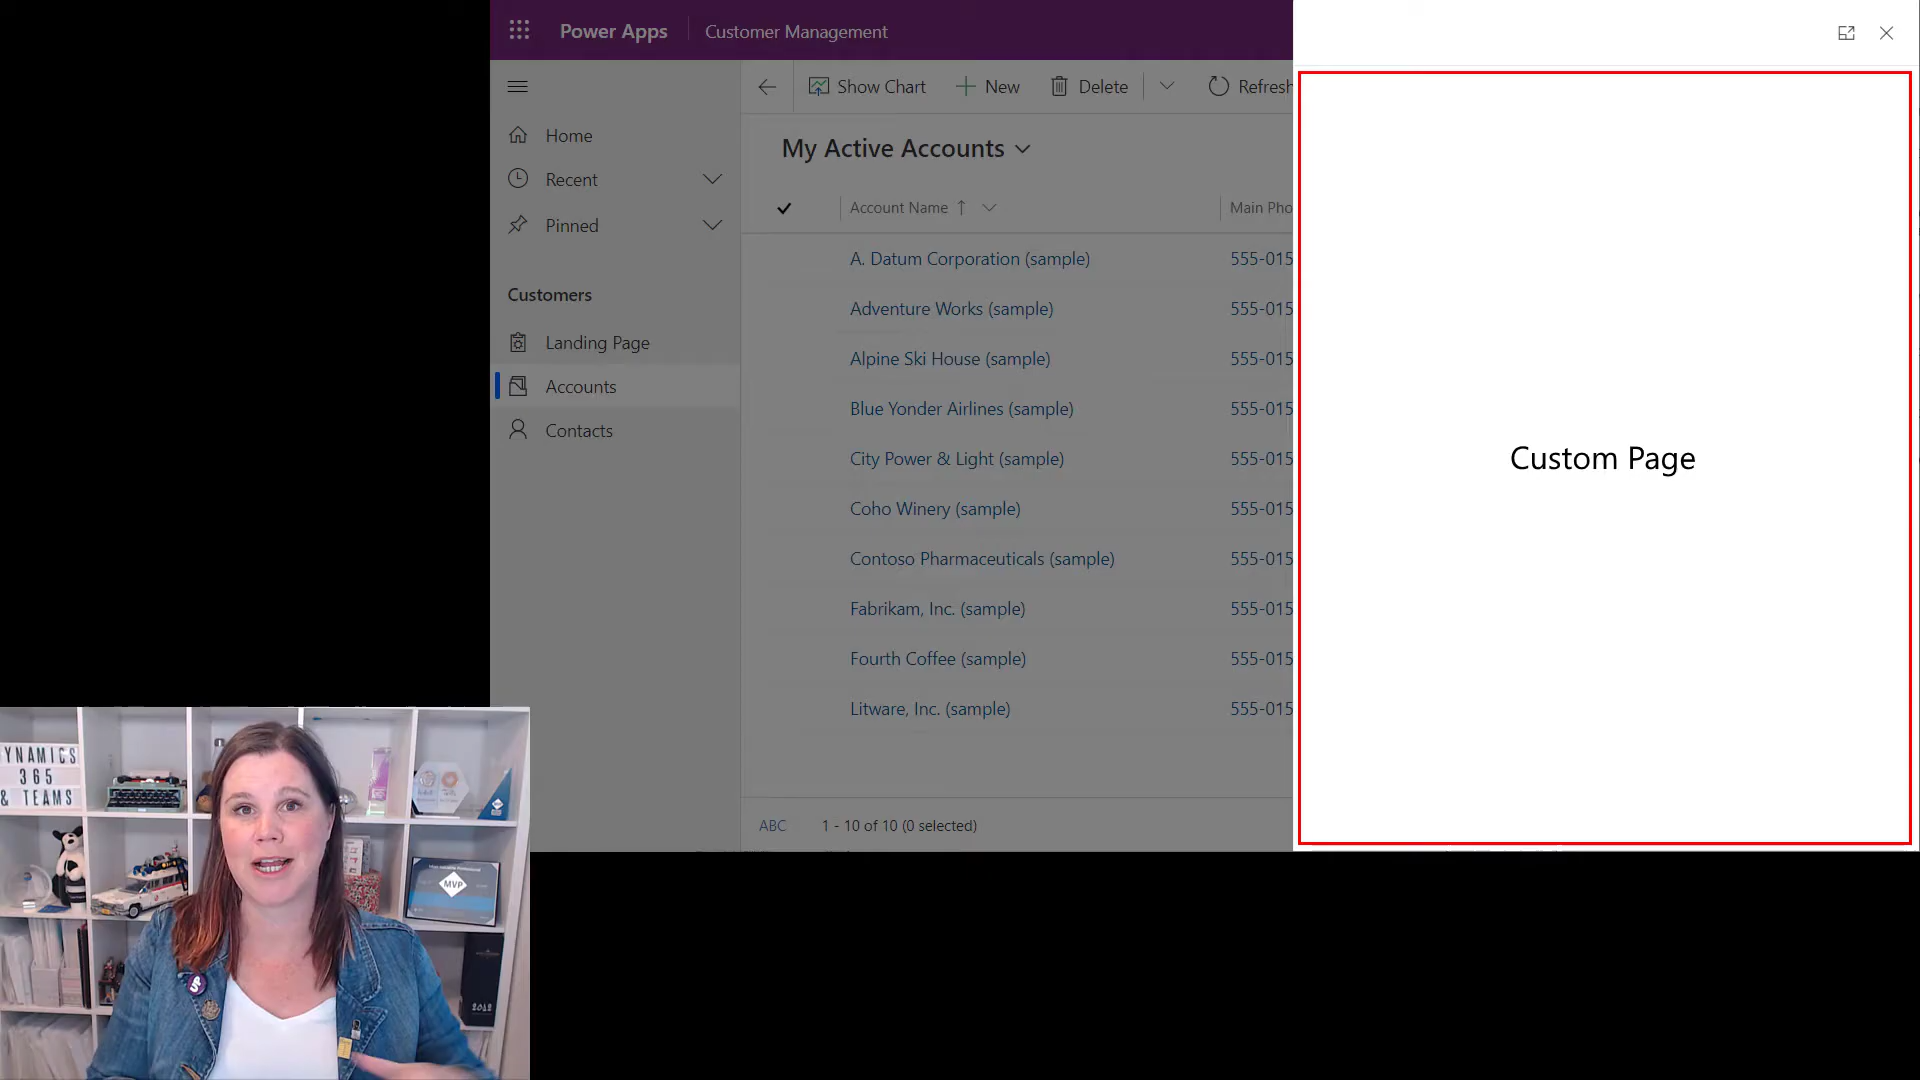 Power Apps
Customer Management
Show Chart
New
Delete
Refresh
Home
Recent
Pinned
Customers
Landing Page
Accounts
Contacts
My Active Accounts
Account Name
Main Pho
A. Datum Corporation (sample)
555-015
Adventure Works (sample)
555-015
Alpine Ski House (sample)
555-015
Blue Yonder Airlines (sample)
555-015
City Power & Light (sample)
555-015
Coho Winery (sample)
555-015
Contoso Pharmaceuticals (sample)
555-015
Fabrikam, Inc. (sample)
555-015
Fourth Coffee (sample)
555-015
Litware, Inc. (sample)
555-015
ABC
1 - 10 of 10 (0 selected)
Custom Page
YNAMICS
365
& TEAMS
MVP